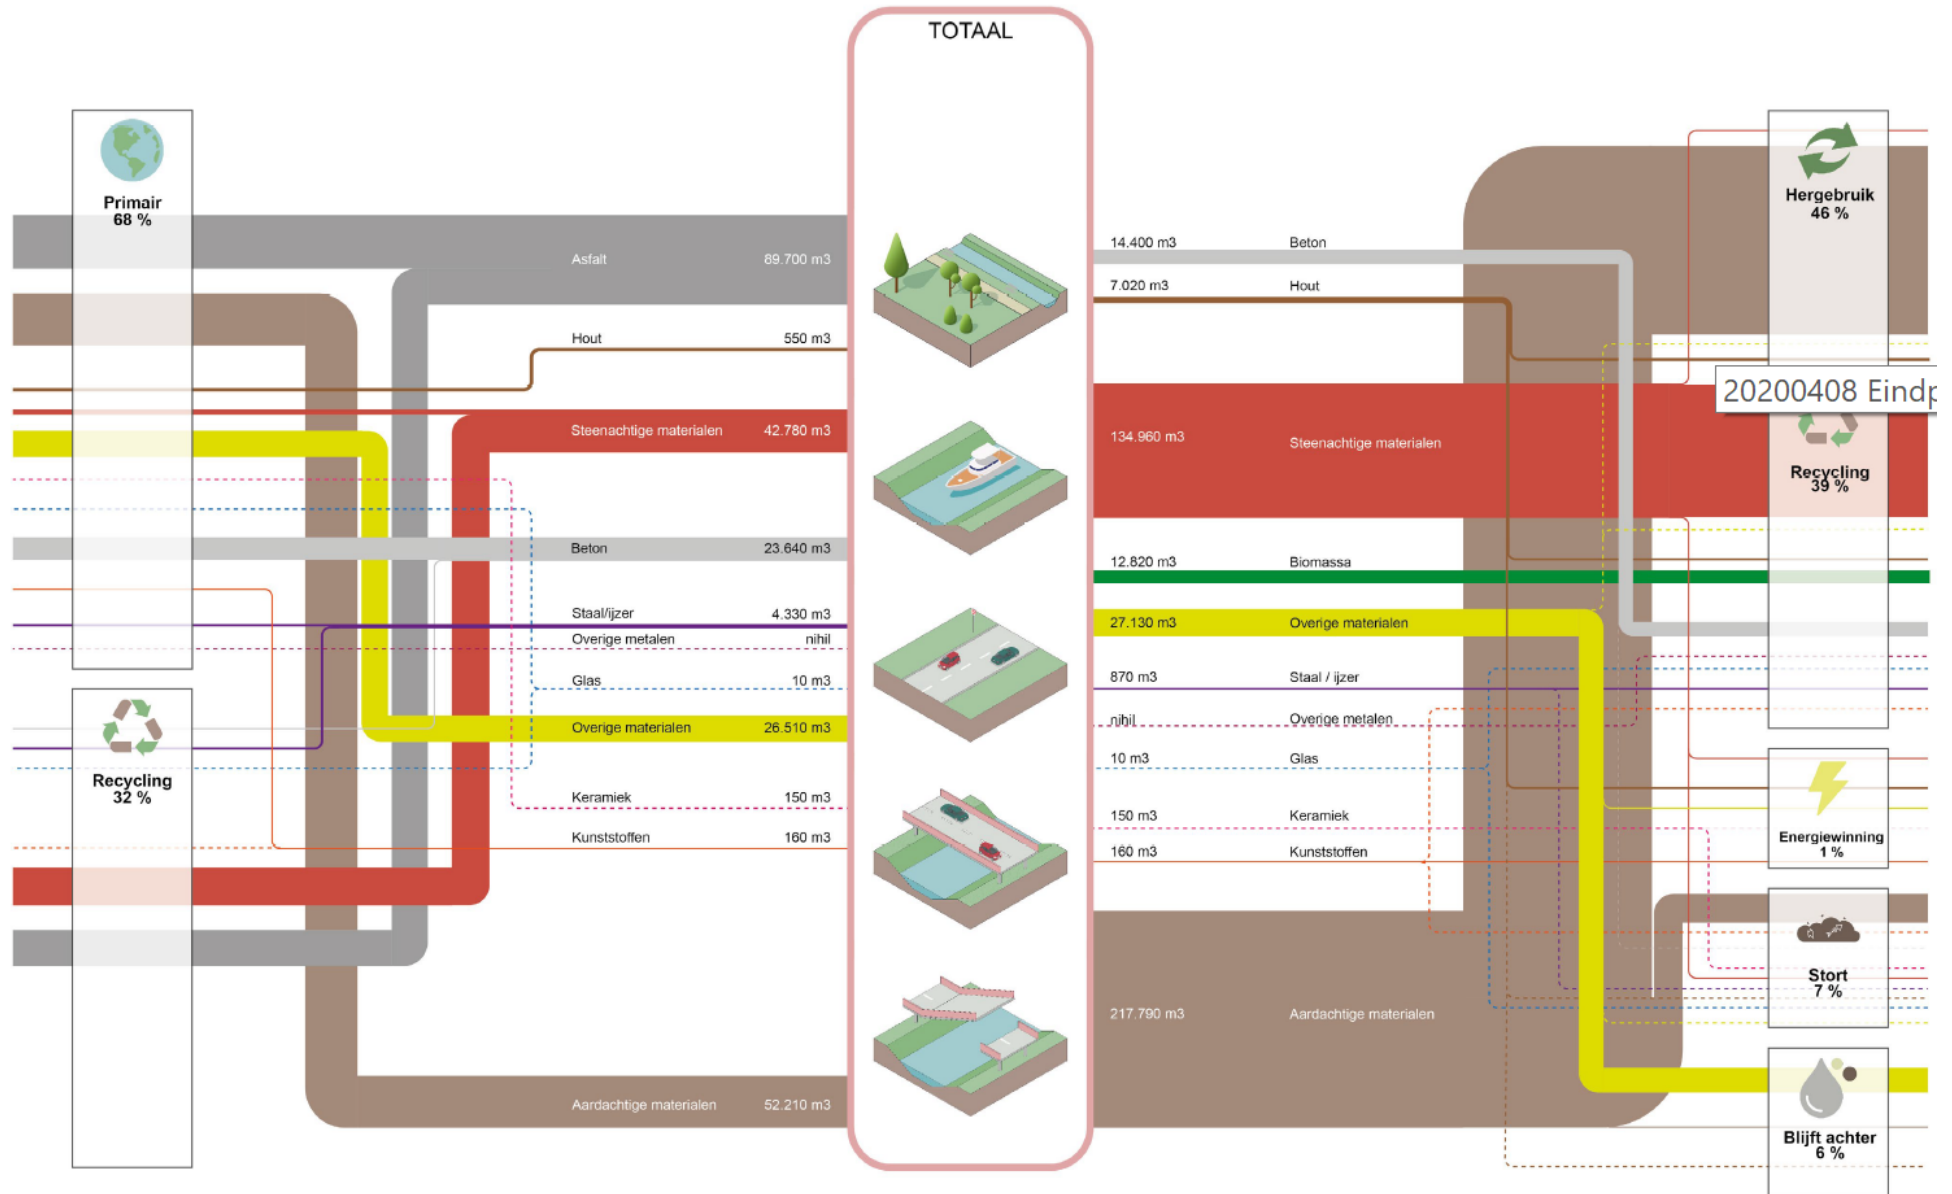 TOTAAL
Primair
68 %
Recycling
32 %
Asfalt 89.700 m3
Hout 550 m3
Steenachtige materialen 42.780 m3
Beton 23.640 m3
Staal/ijzer 4.330 m3
Overige metalen nihil
Glas 10 m3
Overige materialen 26.510 m3
Keramiek 150 m3
Kunststoffen 160 m3
Aardachtige materialen 52.210 m3
14.400 m3 Beton
7.020 m3 Hout
134.960 m3 Steenachtige materialen
12.820 m3 Biomassa
27.130 m3 Overige materialen
870 m3 Staal / ijzer
nihil Overige metalen
10 m3 Glas
150 m3 Keramiek
160 m3 Kunststoffen
217.790 m3 Aardachtige materialen
Hergebruik
46 %
20200408 Eindp
Recycling
39 %
Energiewinning
1 %
Stort
7 %
Blijft achter
6 %